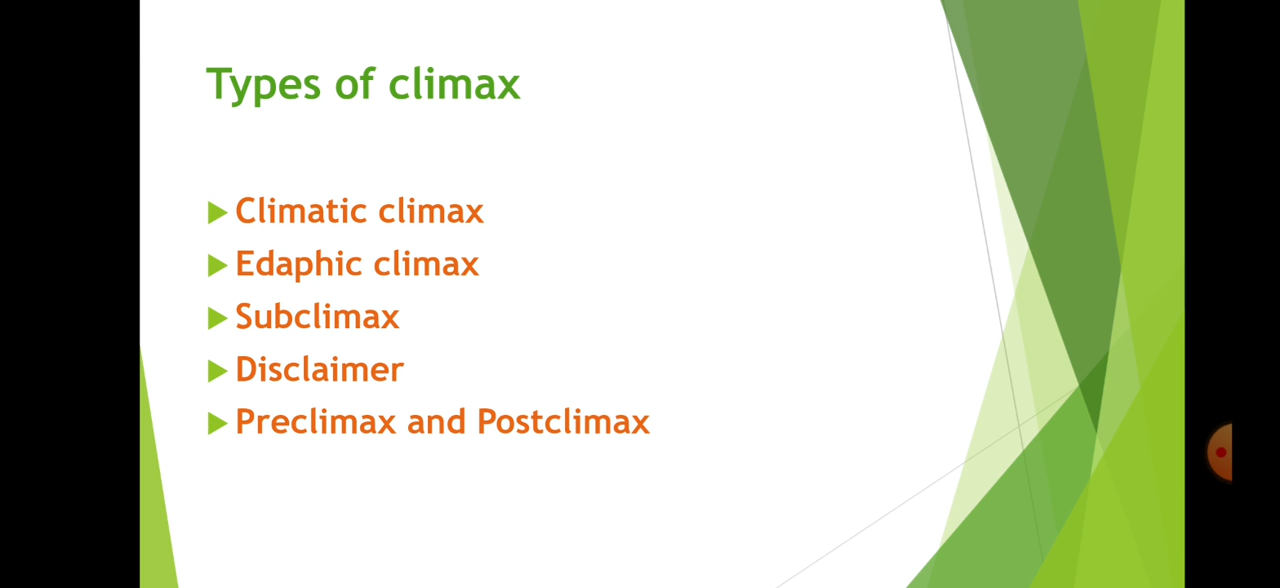 Types of climax
Climatic climax
Edaphic climax
Subclimax
Disclaimer
Preclimax and Postclimax